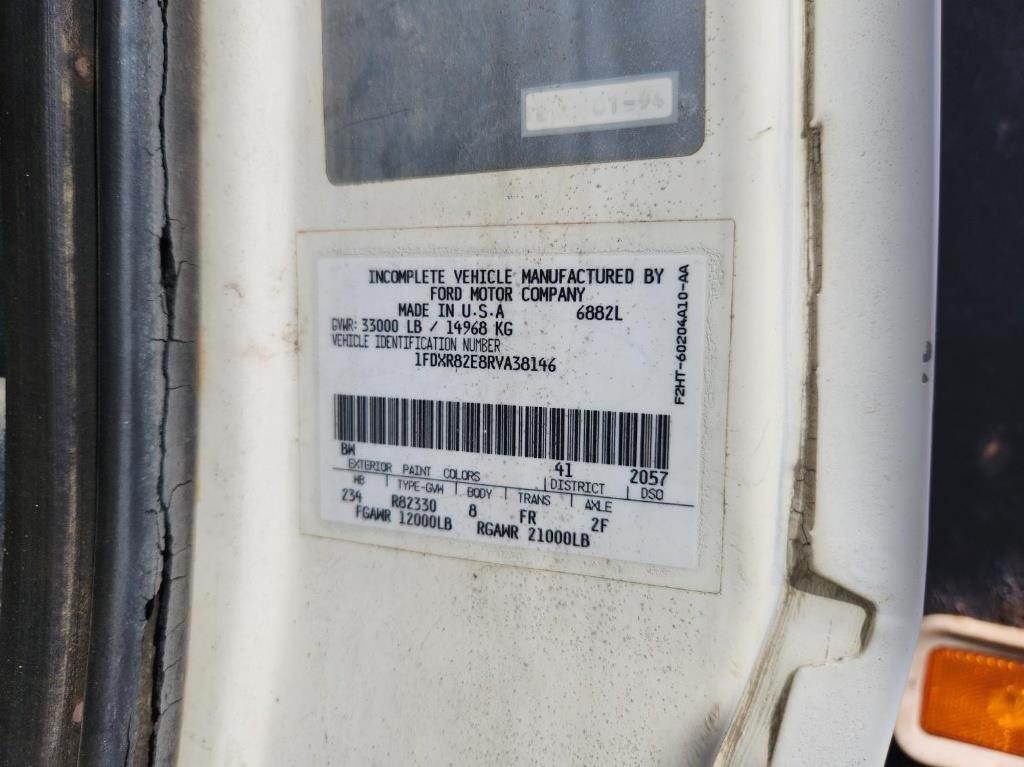 01-94
INCOMPLETE VEHICLE MANUFACTURED BY
FORD MOTOR COMPANY
MADE IN U.S.A 6882L
GVWR: 33000 LB / 14968 KG
VEHICLE IDENTIFICATION NUMBER
1FDXR82E8RVA38146
F2HT-60204A10-AA
BW 41 2057
EXTERIOR PAINT COLORS DISTRICT DSO
WB TYPE-GVW BODY TRANS AXLE
234 R82330 8 FR 2F
FGAWR 12000LB RGAWR 21000LB